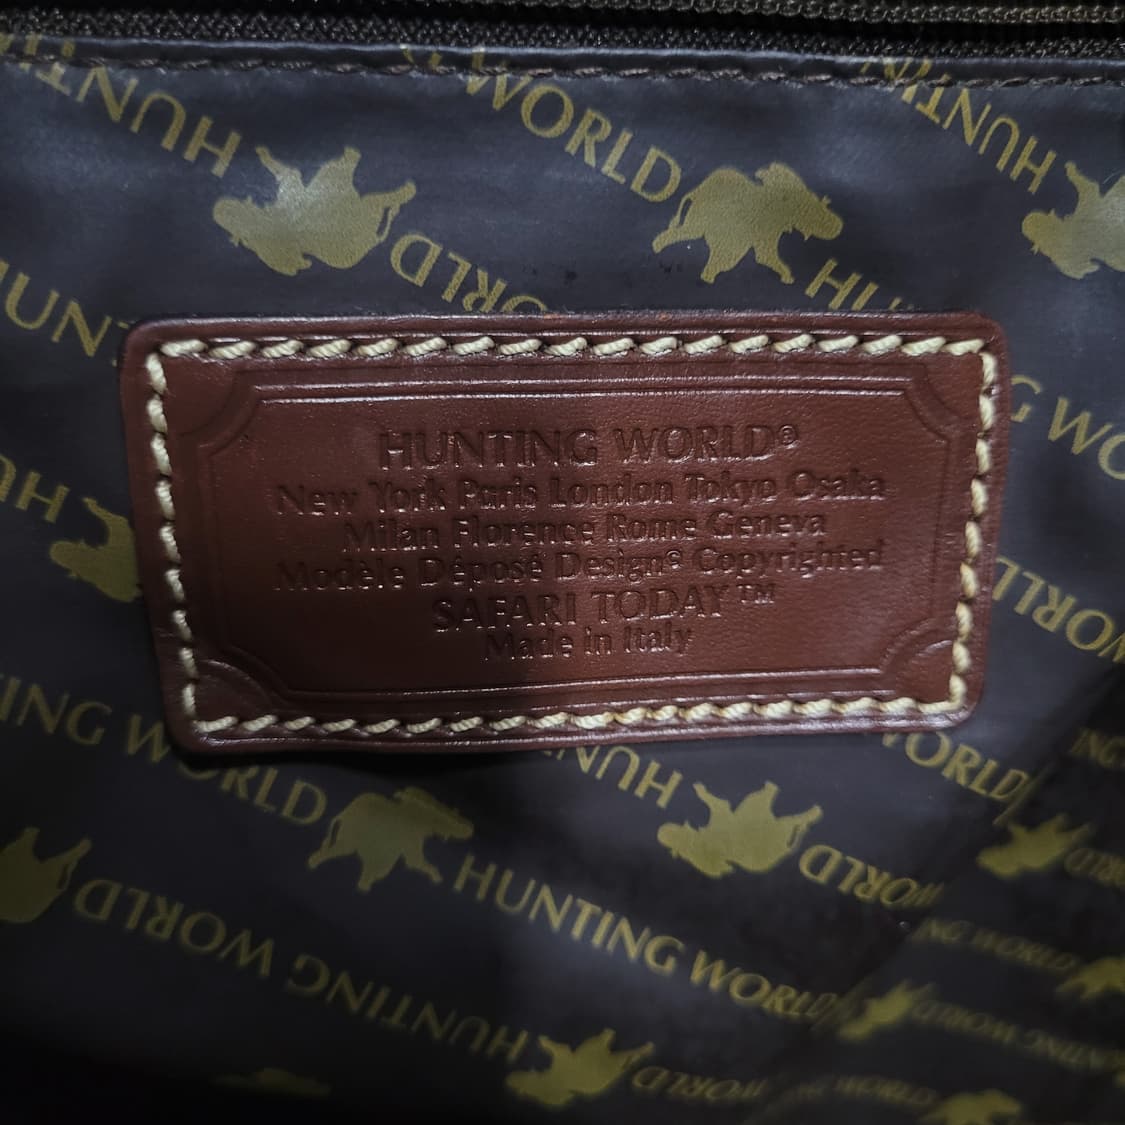 HUNTING WORLD
HUNTING WORLD®
New York Paris London Tokyo Osaka
Milan Florence Rome Geneva
Modèle Déposé Design® Copyrighted
SAFARI TODAY™
Made in Italy
HUNTING WORLD
HUNTING WORLD
HUNTING WORLD